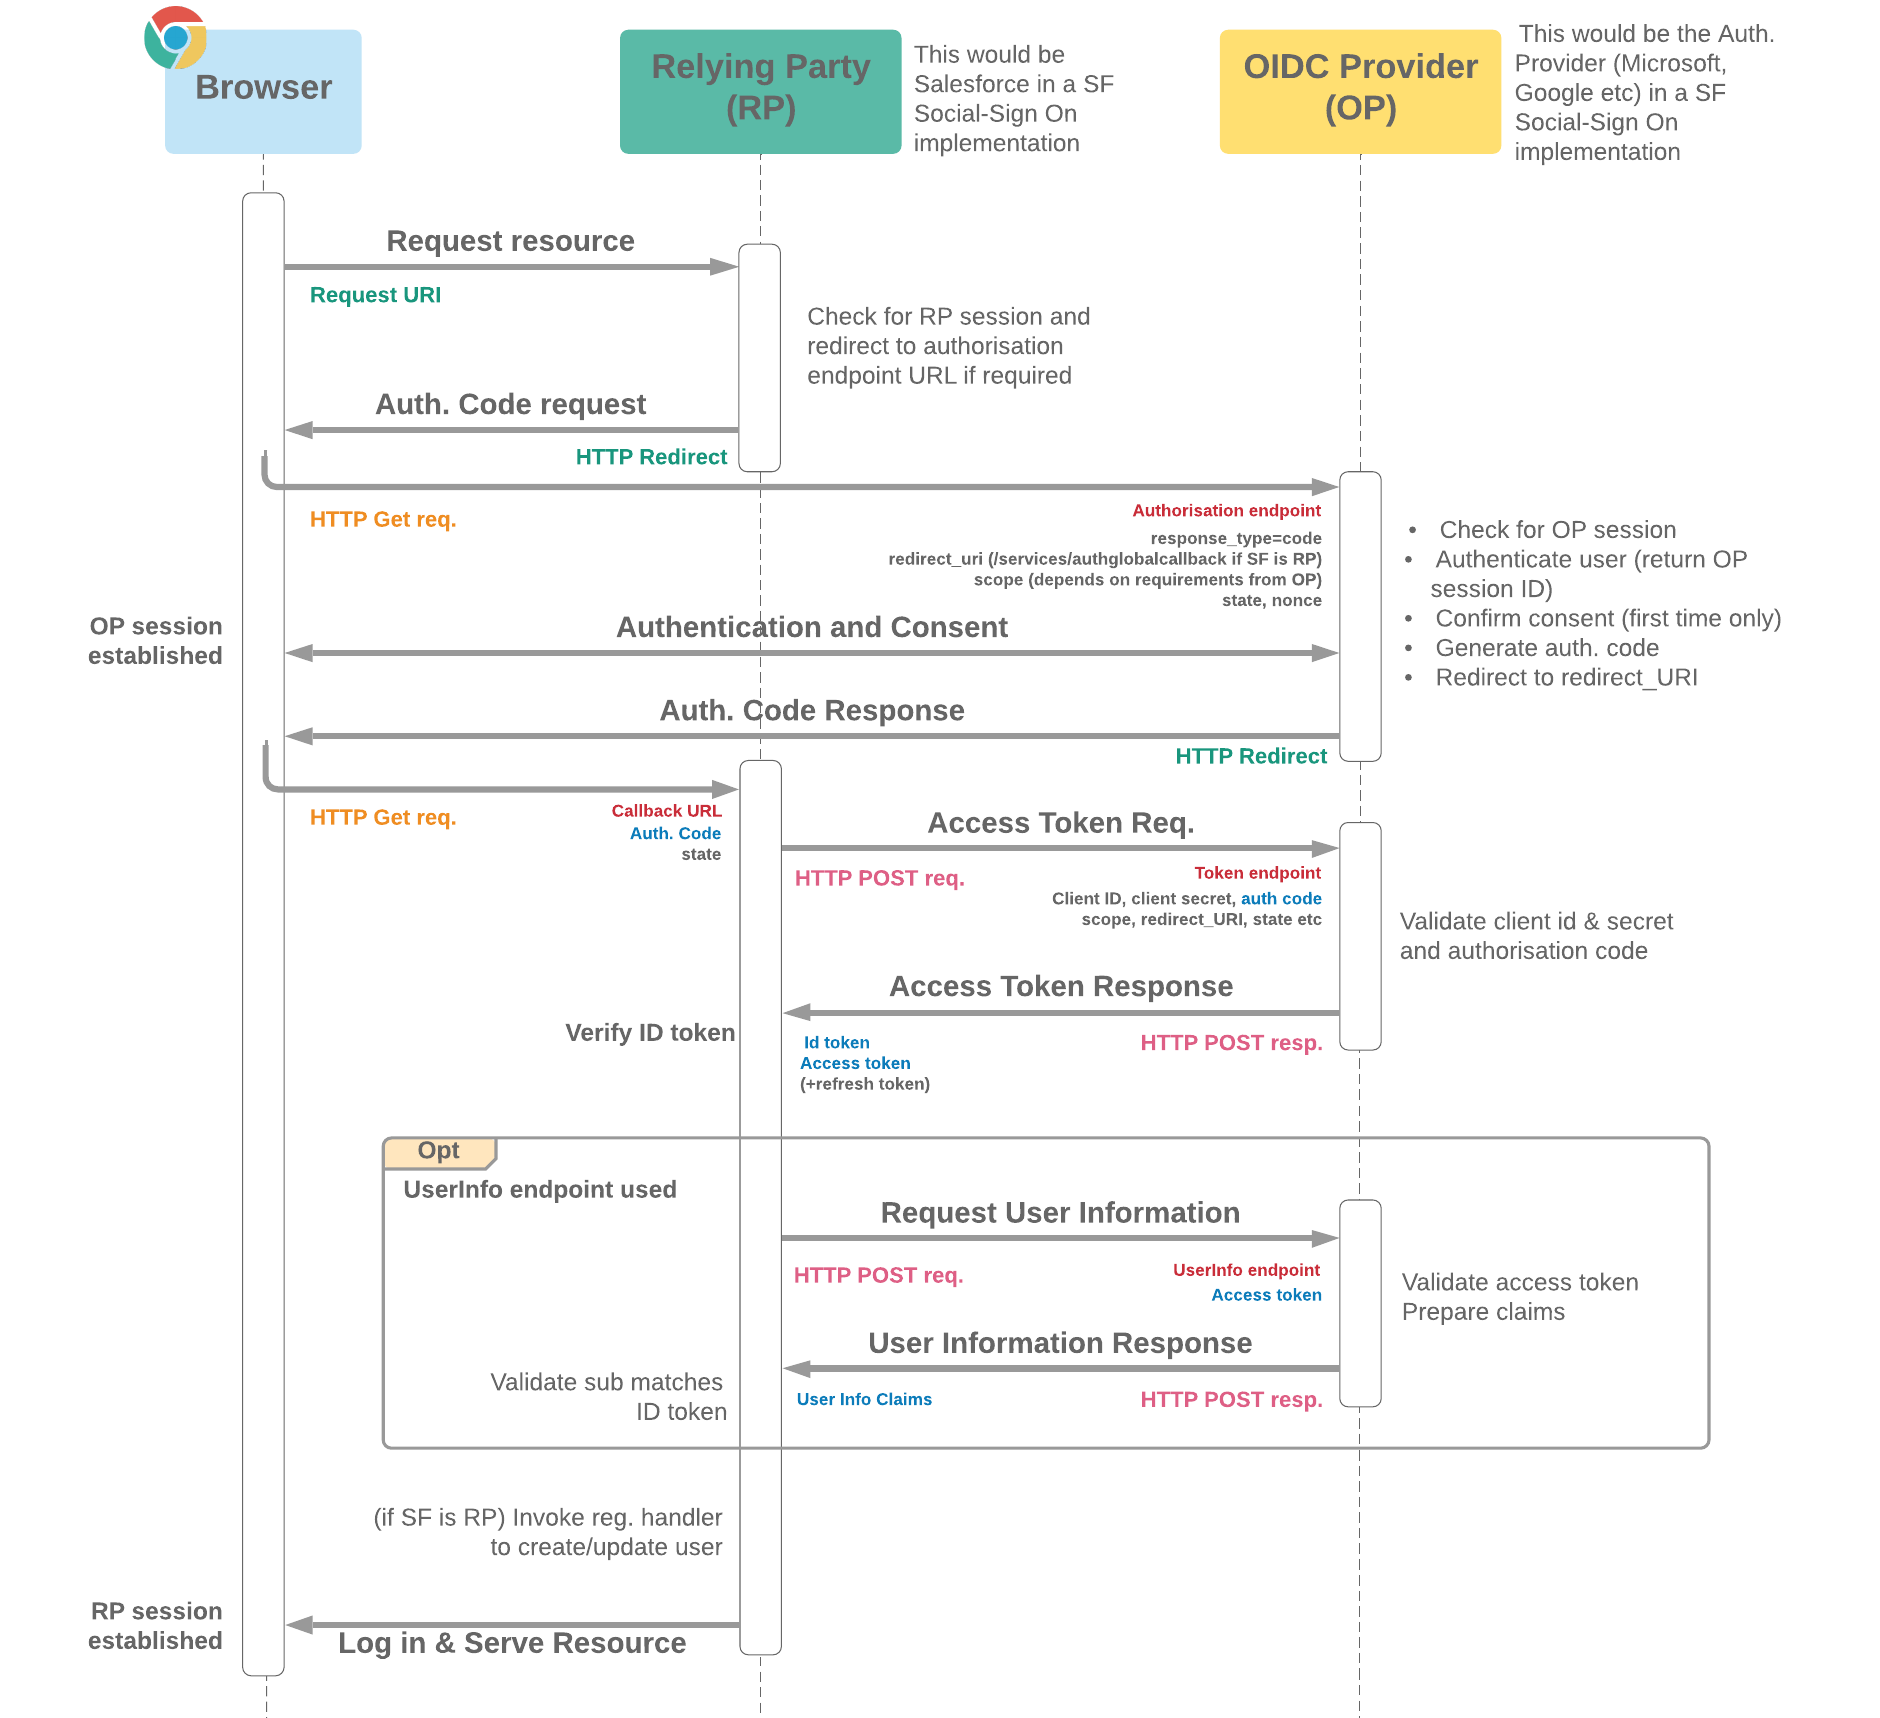 Browser
Relying Party
(RP)
This would be
Salesforce in a SF
Social-Sign On
implementation
OIDC Provider
(OP)
This would be the Auth.
Provider (Microsoft,
Google etc) in a SF
Social-Sign On
implementation
Request resource
Request URI
Check for RP session and
redirect to authorisation
endpoint URL if required
Auth. Code request
HTTP Redirect
HTTP Get req.
Authorisation endpoint
response_type=code
redirect_uri (/services/authglobalcallback if SF is RP)
scope (depends on requirements from OP)
state, nonce
• Check for OP session
• Authenticate user (return OP
session ID)
• Confirm consent (first time only)
• Generate auth. code
• Redirect to redirect_URI
OP session
established
Authentication and Consent
Auth. Code Response
HTTP Redirect
HTTP Get req.
Callback URL
Auth. Code
state
Access Token Req.
HTTP POST req.
Token endpoint
Client ID, client secret, auth code
scope, redirect_URI, state etc
Validate client id & secret
and authorisation code
Access Token Response
Verify ID token
Id token
Access token
(+refresh token)
HTTP POST resp.
Opt
UserInfo endpoint used
Request User Information
HTTP POST req.
UserInfo endpoint
Access token
Validate access token
Prepare claims
User Information Response
Validate sub matches
ID token
User Info Claims
HTTP POST resp.
(if SF is RP) Invoke reg. handler
to create/update user
RP session
established
Log in & Serve Resource